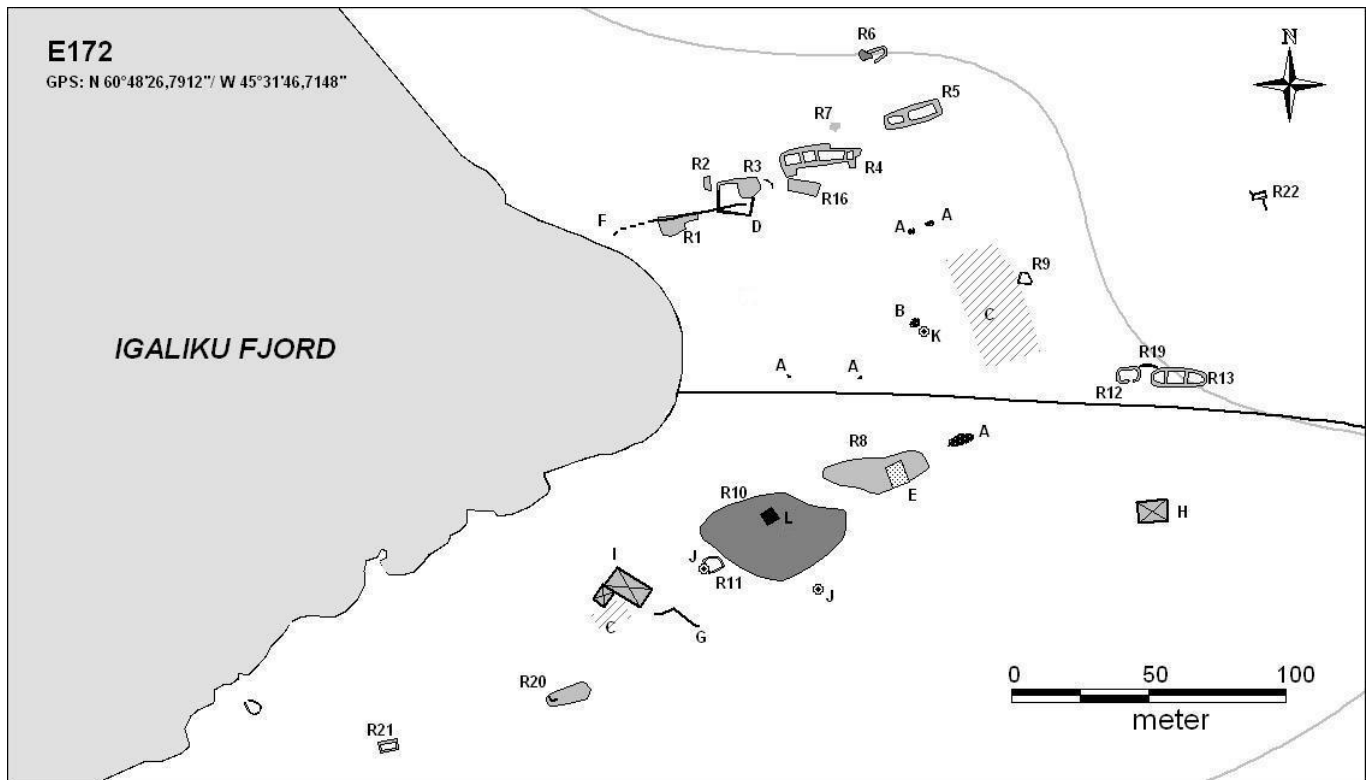 E172
GPS: N 60°48'26,7912"/ W 45°31'46,7148"
N
R6
R5
R7
R4
R2
R3
R16
R22
F
R1
D
A
A
R9
C
B
K
IGALIKU FJORD
A
A
R19
R12
R13
R8
A
E
R10
L
H
I
J
R11
J
C
G
R20
R21
0 50 100
meter